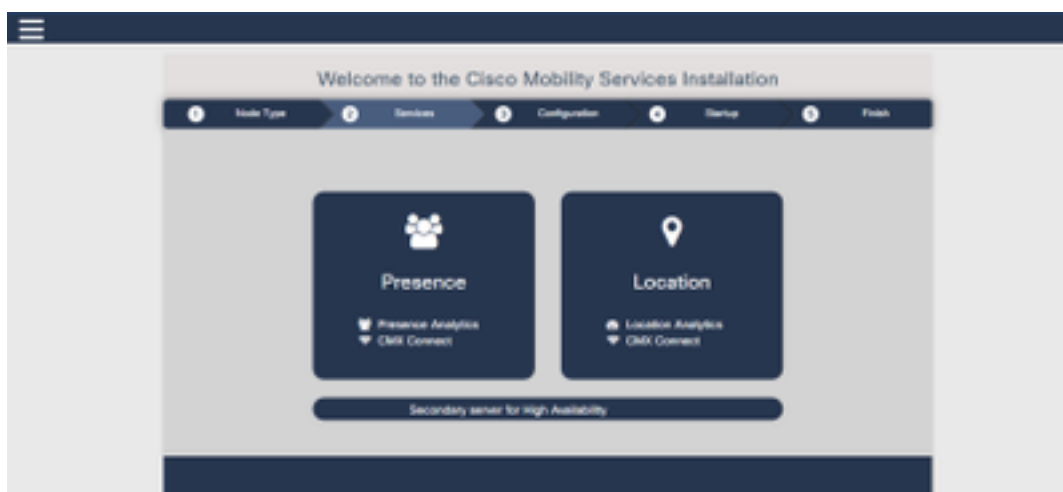 Welcome to the Cisco Mobility Services Installation
1 Node Type 2 Services 3 Configuration 4 Startup 5 Finish
Presence
Presence Analytics
CMX Connect
Location
Location Analytics
CMX Connect
Secondary server for High Availability